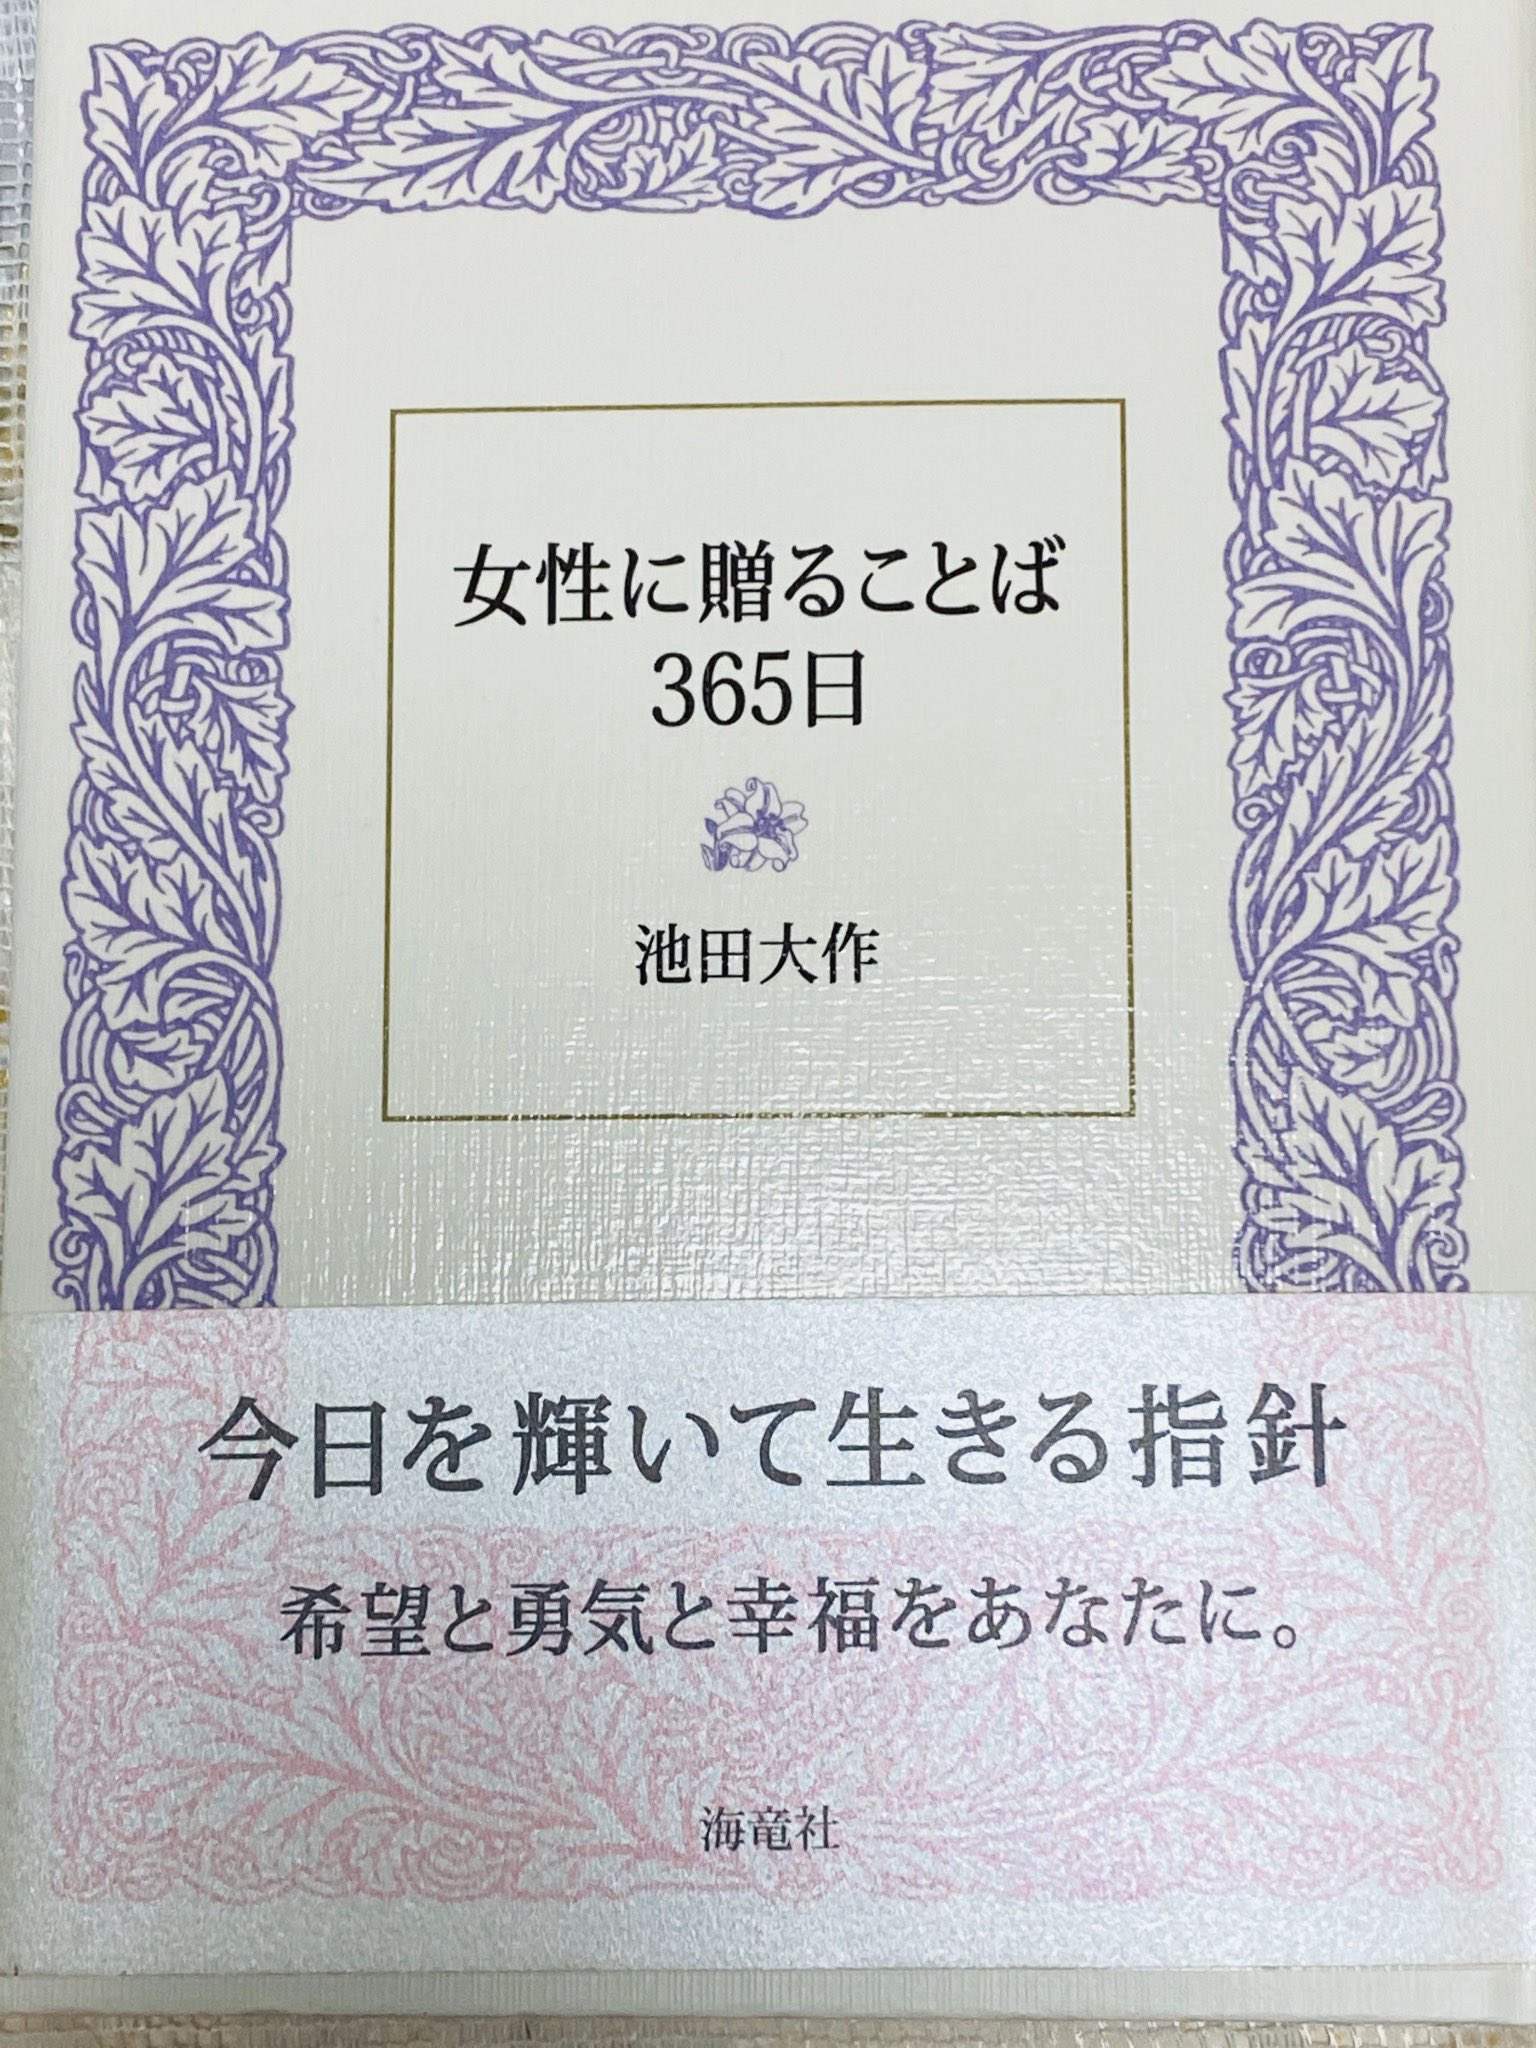 女性に贈ることば
365日
池田大作
今日を輝いて生きる指針
希望と勇気と幸福をあなたに。
海竜社